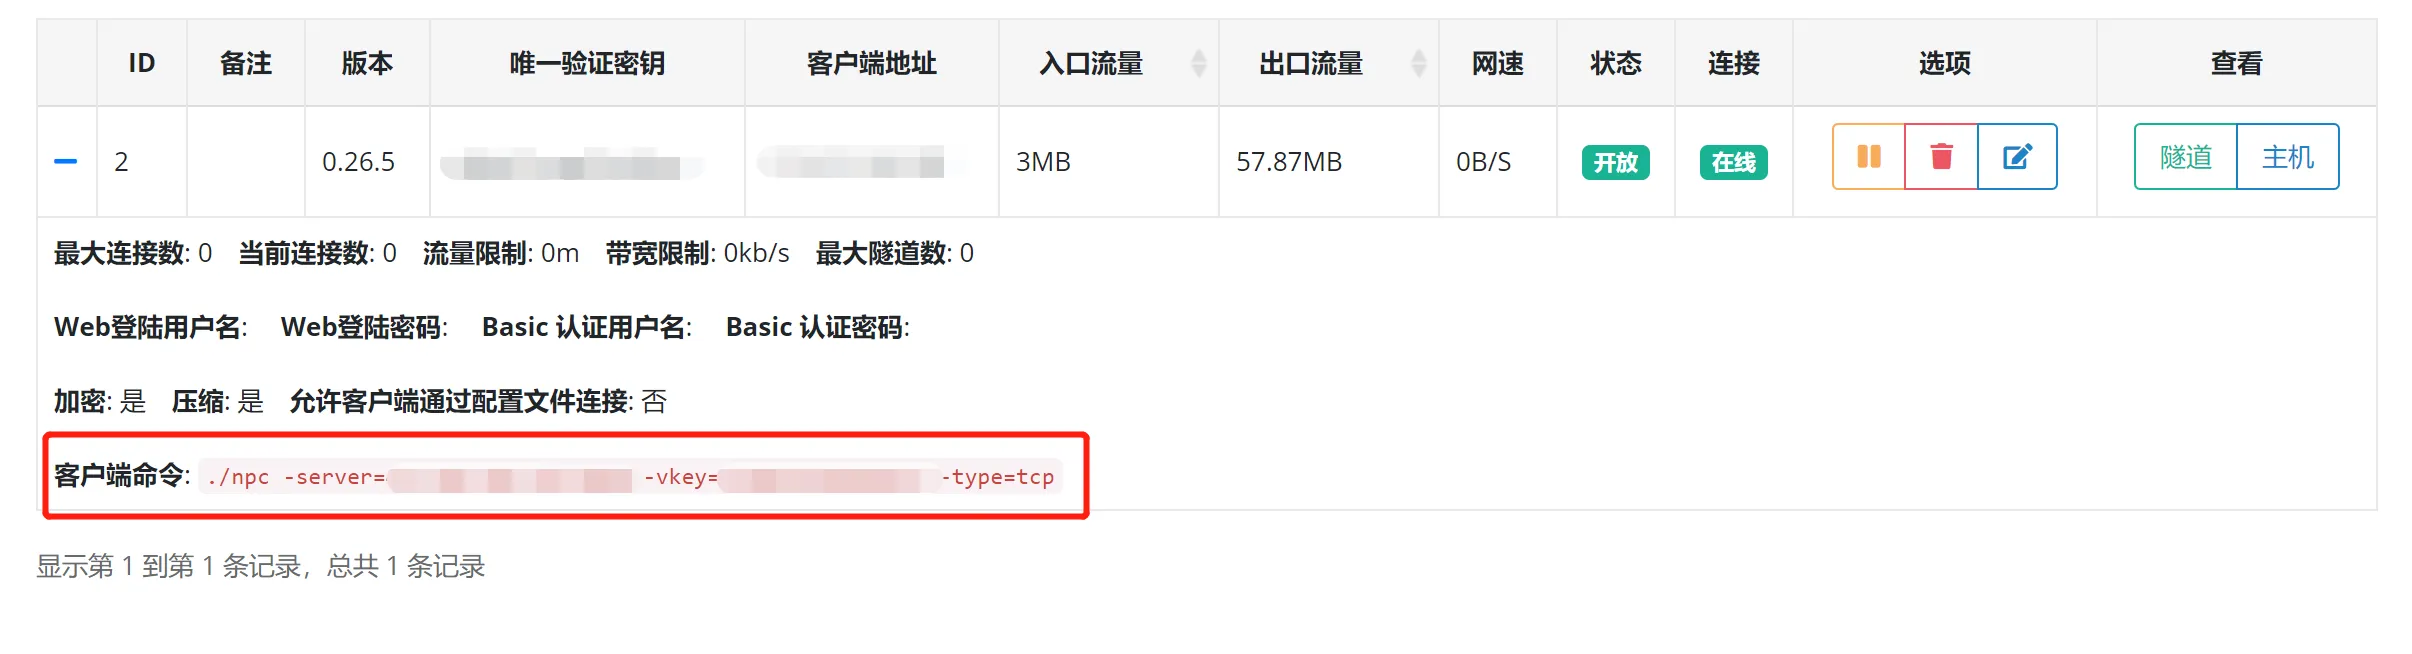 ID 备注 版本 唯一验证密钥 客户端地址 入口流量 出口流量 网速 状态 连接 选项 查看
2 0.26.5 3MB 57.87MB 0B/S 开放 在线 隧道 主机
最大连接数: 0 当前连接数: 0 流量限制: 0m 带宽限制: 0kb/s 最大隧道数: 0
Web登陆用户名: Web登陆密码: Basic 认证用户名: Basic 认证密码:
加密: 是 压缩: 是 允许客户端通过配置文件连接: 否
客户端命令: ./npc -server= -vkey= -type=tcp
显示第 1 到第 1 条记录，总共 1 条记录